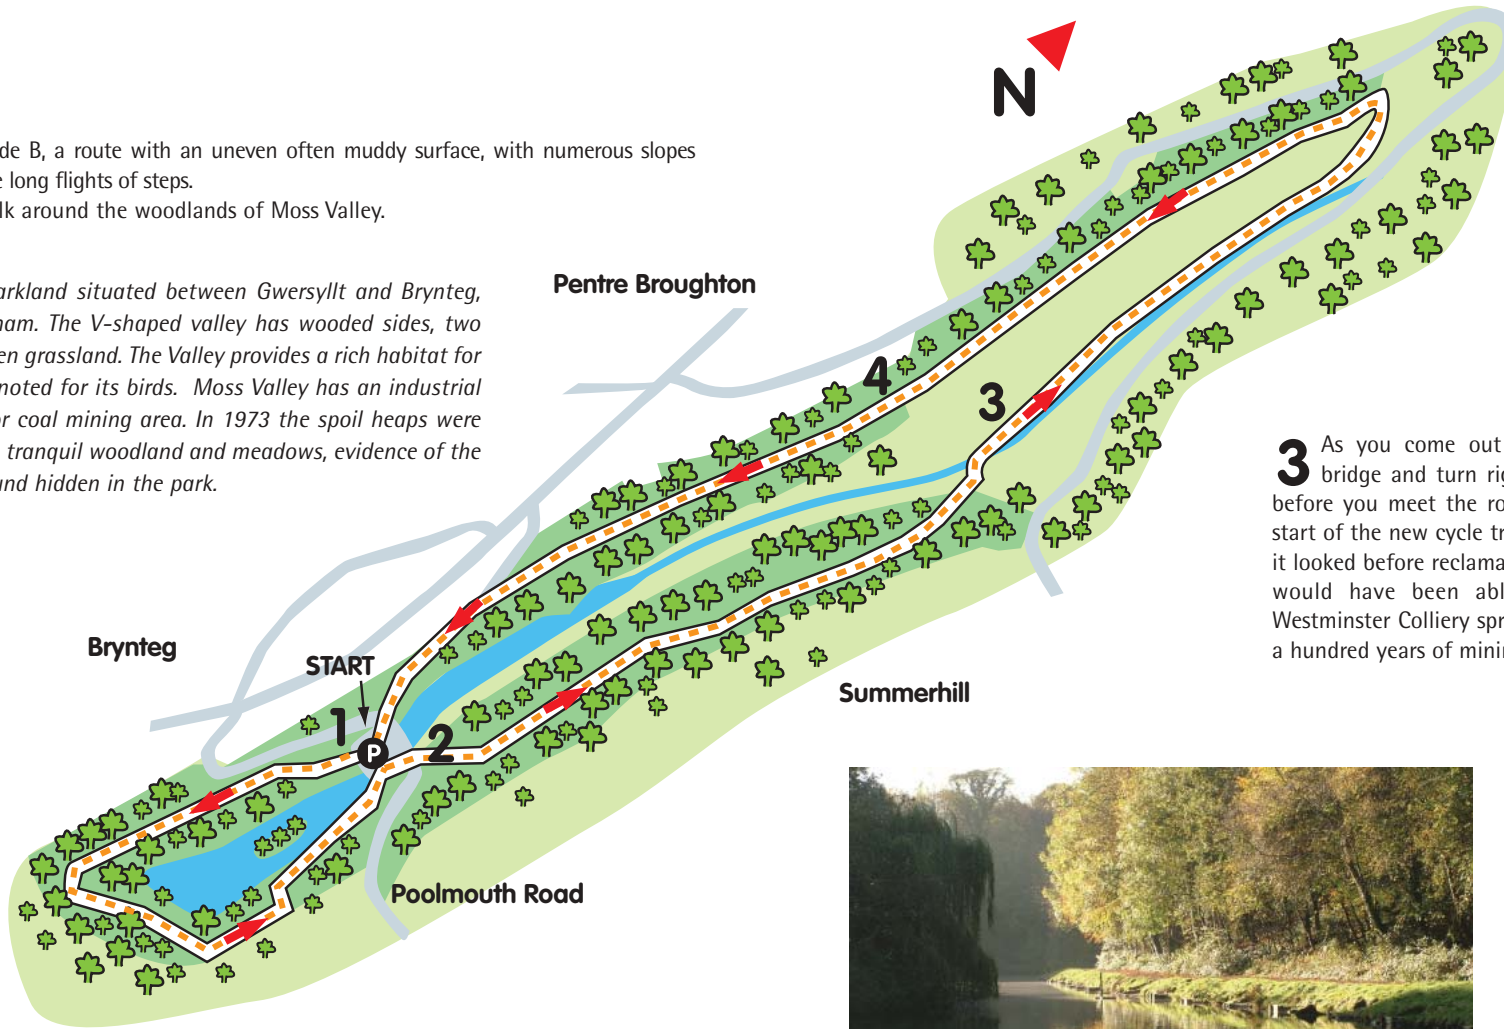 de B, a route with an uneven often muddy surface, with numerous slopes
e long flights of steps.
lk around the woodlands of Moss Valley.
arkland situated between Gwersyllt and Brynteg,
ham. The V-shaped valley has wooded sides, two
en grassland. The Valley provides a rich habitat for
noted for its birds. Moss Valley has an industrial
or coal mining area. In 1973 the spoil heaps were
tranquil woodland and meadows, evidence of the
und hidden in the park.
N
Pentre Broughton
4
3
Brynteg
START
1
P
2
Summerhill
Poolmouth Road
3 As you come out
bridge and turn rig
before you meet the ro
start of the new cycle tr
it looked before reclama
would have been abl
Westminster Colliery spr
a hundred years of minin